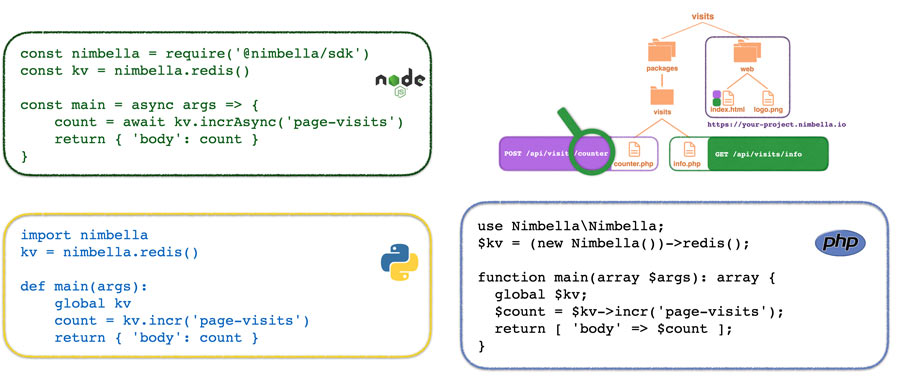 const nimbella = require('@nimbella/sdk')
const kv = nimbella.redis()
const main = async args => {
count = await kv.incrAsync('page-visits')
return { 'body': count }
}
node
JS
visits
packages
web
visits
index.html
logo.png
https://your-project.nimbella.io
POST /api/visits/counter
counter.php
info.php
GET /api/visits/info
import nimbella
kv = nimbella.redis()
def main(args):
global kv
count = kv.incr('page-visits')
return { 'body': count }
use Nimbella\Nimbella;
$kv = (new Nimbella())->redis();
php
function main(array $args): array {
global $kv;
$count = $kv->incr('page-visits');
return [ 'body' => $count ];
}